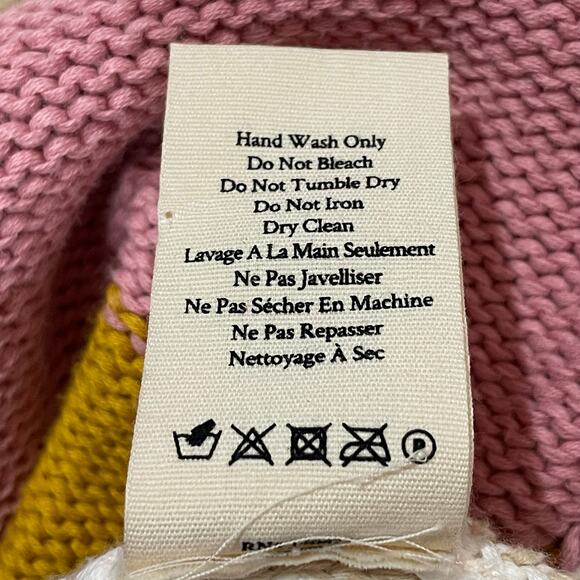 Hand Wash Only
Do Not Bleach
Do Not Tumble Dry
Do Not Iron
Dry Clean
Lavage A La Main Seulement
Ne Pas Javelliser
Ne Pas Sécher En Machine
Ne Pas Repasser
Nettoyage À Sec
P